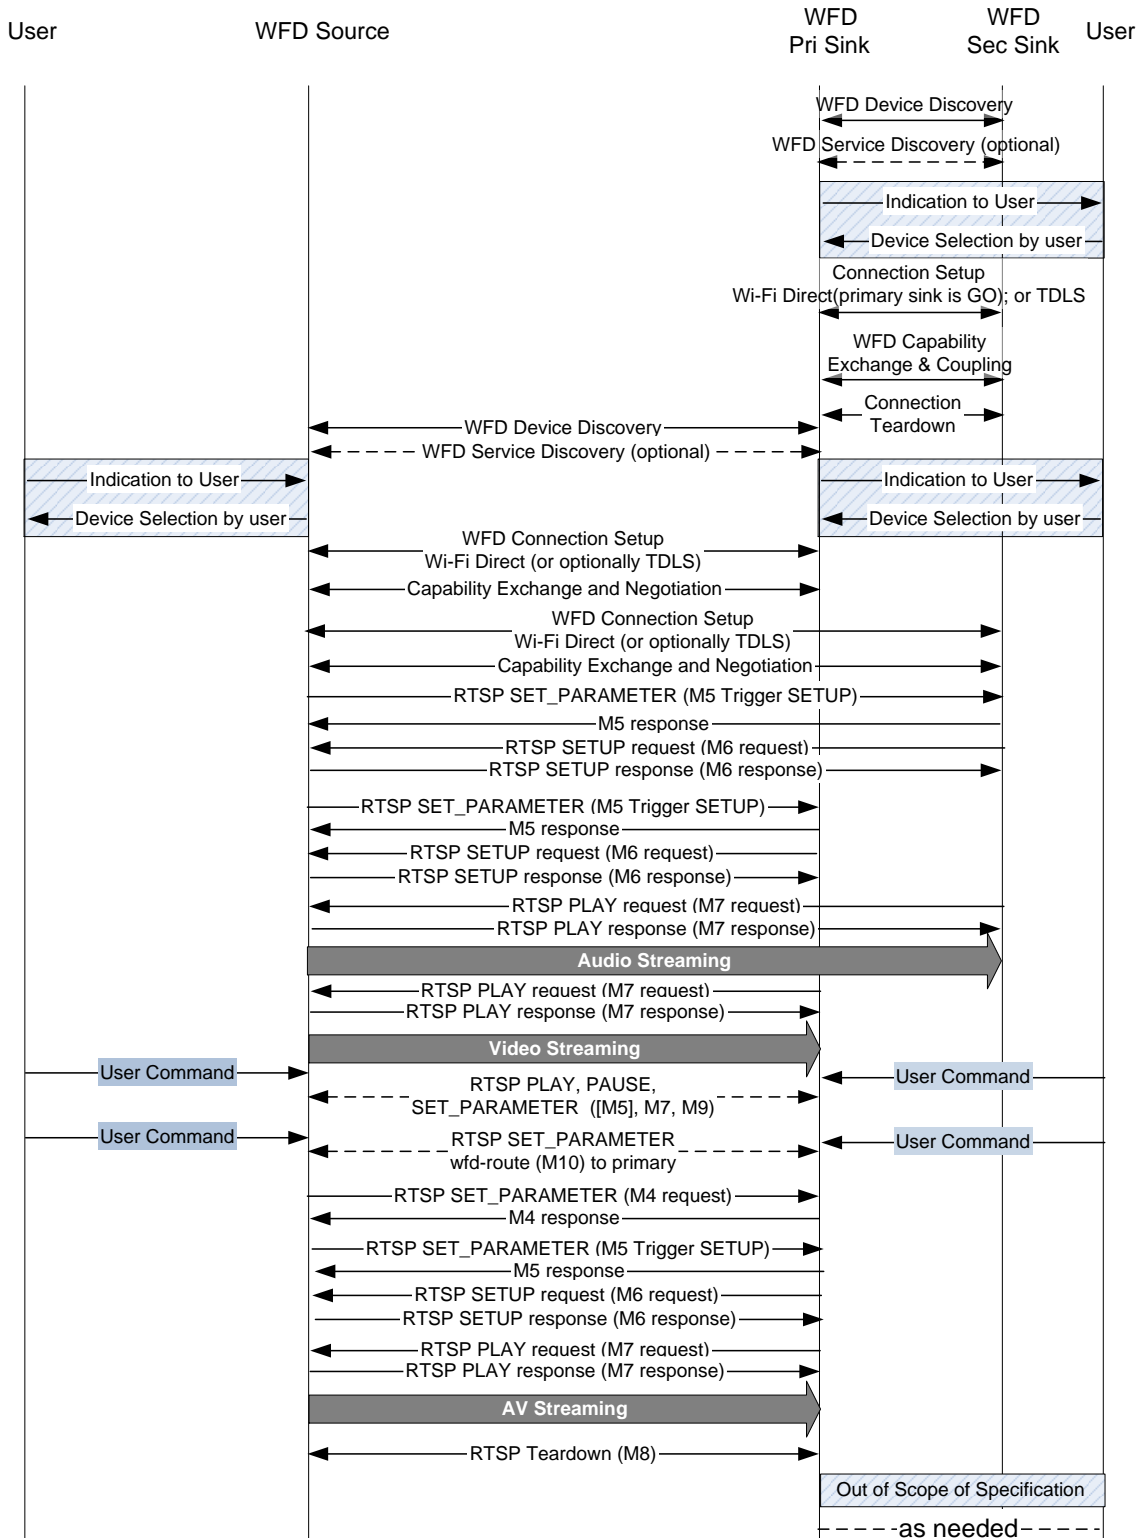 User
WFD Source
WFD
Pri Sink
WFD
Sec Sink
User
WFD Device Discovery
WFD Service Discovery (optional)
Indication to User
Device Selection by user
Connection Setup
Wi-Fi Direct(primary sink is GO); or TDLS
WFD Capability
Exchange & Coupling
Connection
Teardown
WFD Device Discovery
WFD Service Discovery (optional)
Indication to User
Indication to User
Device Selection by user
Device Selection by user
WFD Connection Setup
Wi-Fi Direct (or optionally TDLS)
Capability Exchange and Negotiation
WFD Connection Setup
Wi-Fi Direct (or optionally TDLS)
Capability Exchange and Negotiation
RTSP SET_PARAMETER (M5 Trigger SETUP)
M5 response
RTSP SETUP request (M6 request)
RTSP SETUP response (M6 response)
RTSP SET_PARAMETER (M5 Trigger SETUP)
M5 response
RTSP SETUP request (M6 request)
RTSP SETUP response (M6 response)
RTSP PLAY request (M7 request)
RTSP PLAY response (M7 response)
Audio Streaming
RTSP PLAY request (M7 request)
RTSP PLAY response (M7 response)
Video Streaming
User Command
User Command
RTSP PLAY, PAUSE,
SET_PARAMETER ([M5], M7, M9)
User Command
User Command
RTSP SET_PARAMETER
wfd-route (M10) to primary
RTSP SET_PARAMETER (M4 request)
M4 response
RTSP SET_PARAMETER (M5 Trigger SETUP)
M5 response
RTSP SETUP request (M6 request)
RTSP SETUP response (M6 response)
RTSP PLAY request (M7 request)
RTSP PLAY response (M7 response)
AV Streaming
RTSP Teardown (M8)
Out of Scope of Specification
as needed